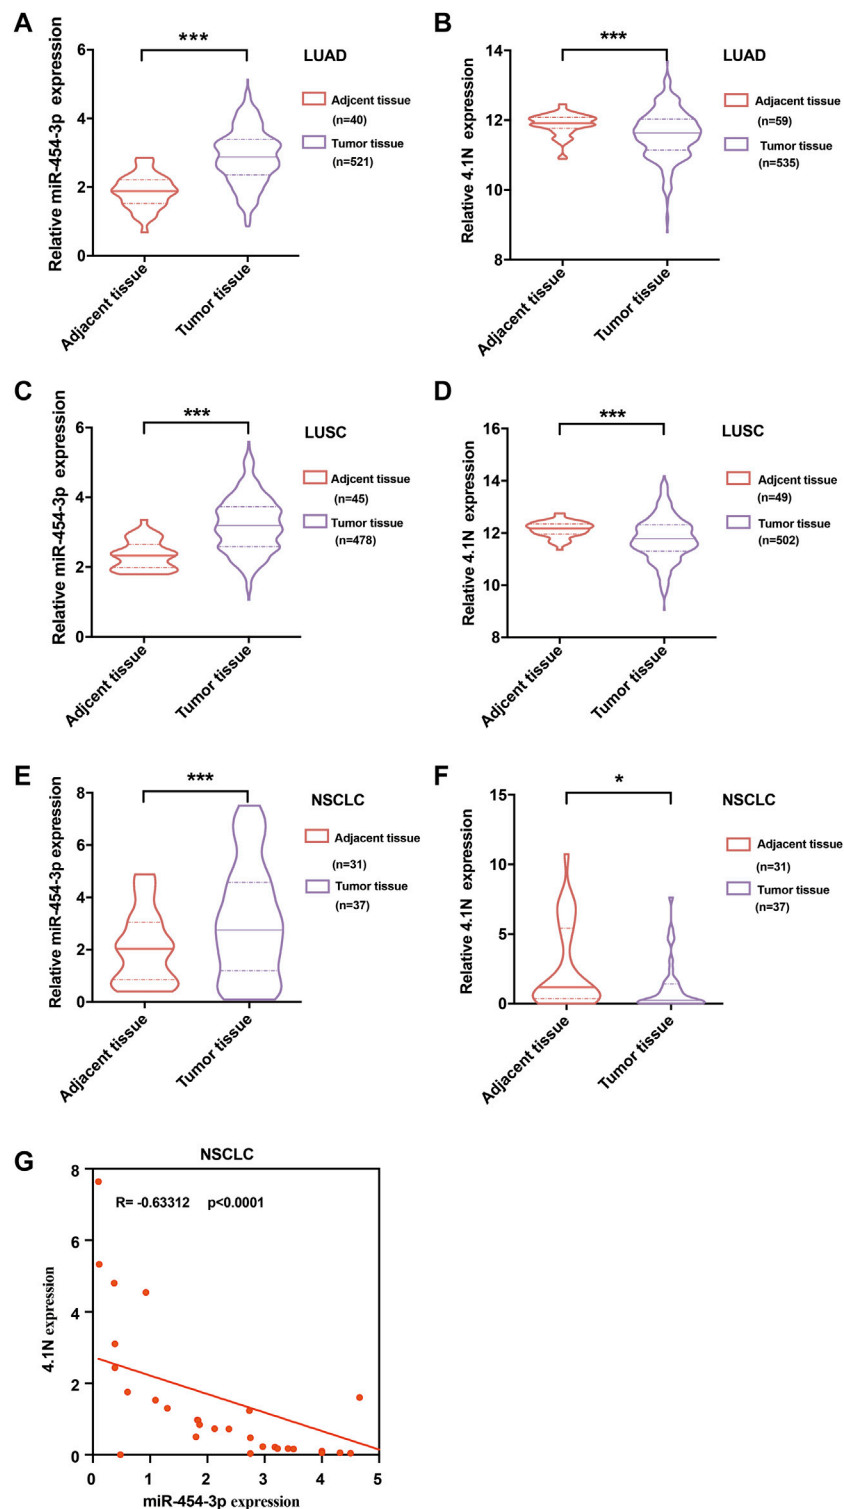 A
Relative miR-454-3p expression
6
4
2
0
***
LUAD
Adjcent tissue
(n=40)
Tumor tissue
(n=521)
Adjacent tissue
Tumor tissue
B
Relative 4.1N expression
14
12
10
8
***
LUAD
Adjacent tissue
(n=59)
Tumor tissue
(n=535)
Adjacent tissue
Tumor tissue
C
Relative miR-454-3p expression
6
4
2
0
***
LUSC
Adjcent tissue
(n=45)
Tumor tissue
(n=478)
Adjcent tissue
Tumor tissue
D
Relative 4.1N expression
16
14
12
10
8
***
LUSC
Adjcent tissue
(n=49)
Tumor tissue
(n=502)
Adjcent tissue
Tumor tissue
E
Relative miR-454-3p expression
8
6
4
2
0
***
NSCLC
Adjacent tissue
(n=31)
Tumor tissue
(n=37)
Adjacent tissue
Tumor tissue
F
Relative 4.1N expression
15
10
5
0
*
NSCLC
Adjacent tissue
(n=31)
Tumor tissue
(n=37)
Adjacent tissue
Tumor tissue
G
NSCLC
4.1N expression
8
6
4
2
0
R= -0.63312 p<0.0001
0 1 2 3 4 5
miR-454-3p expression